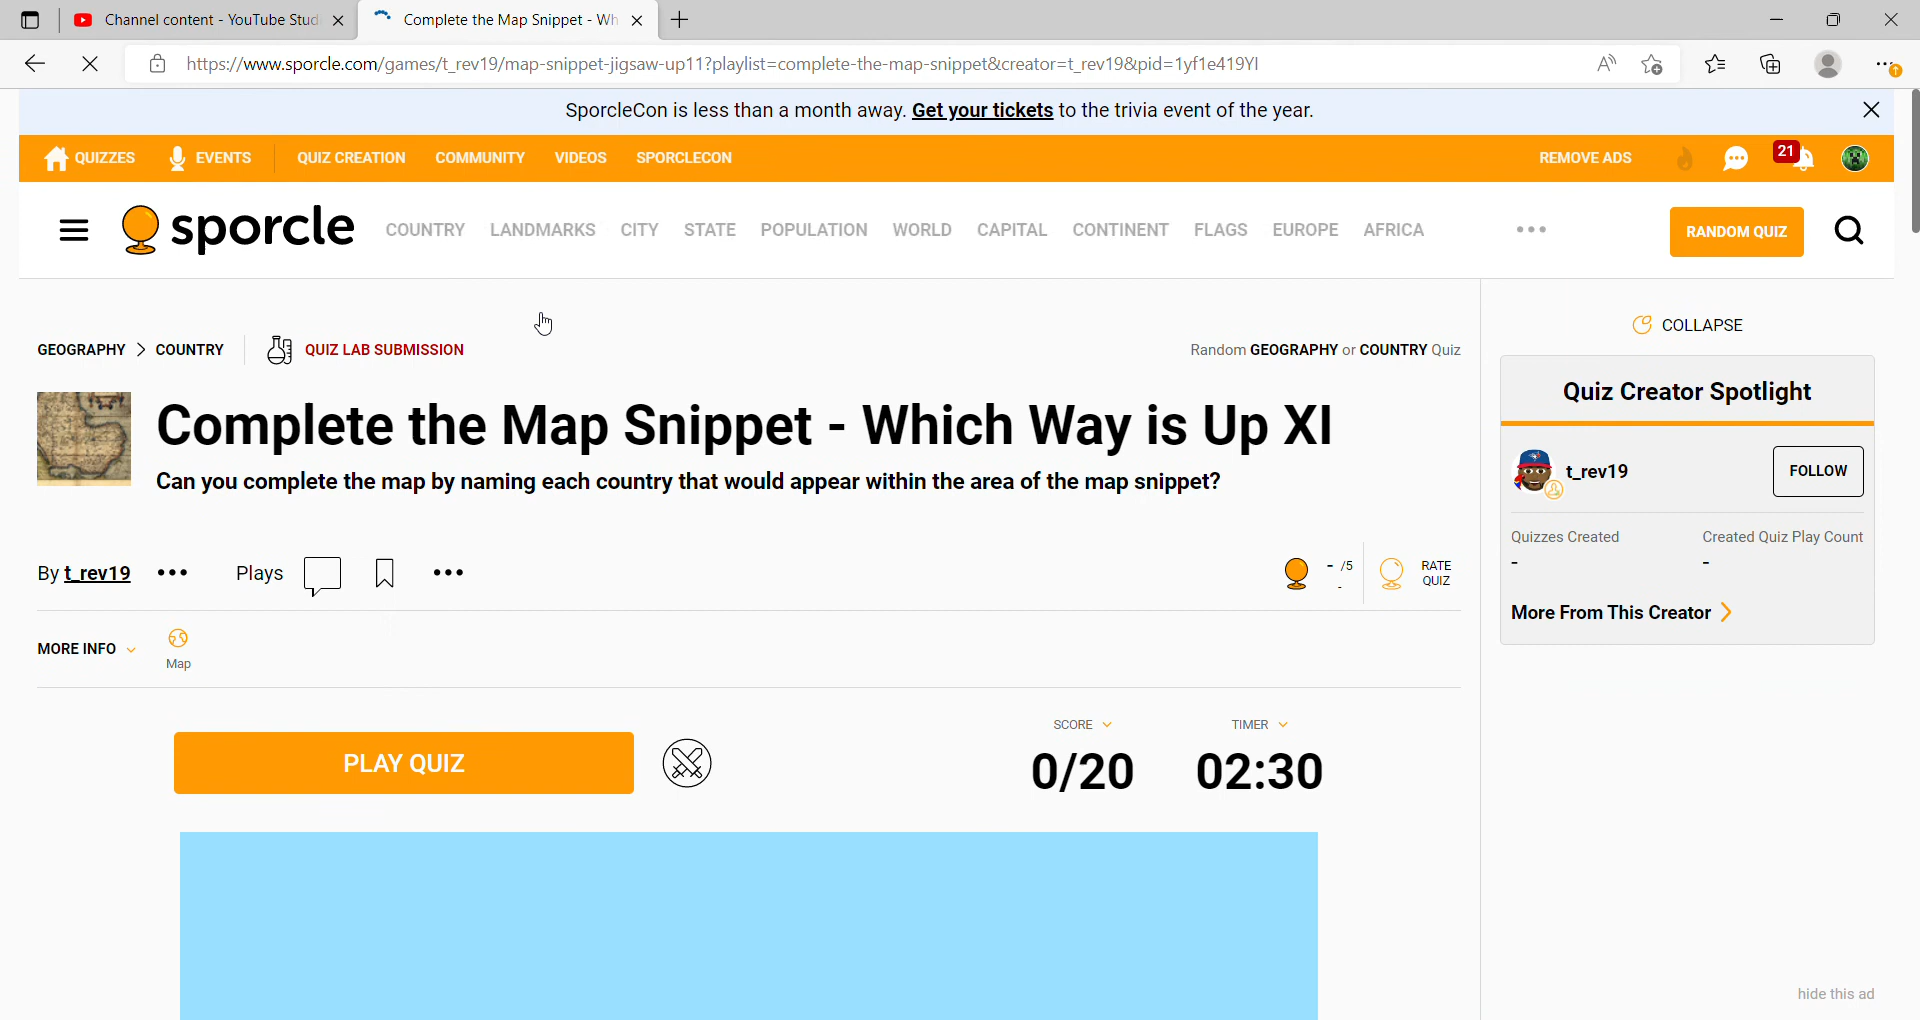 Channel content - YouTube Stud
Complete the Map Snippet - Wh
https://www.sporcle.com/games/t_rev19/map-snippet-jigsaw-up11?playlist=complete-the-map-snippet&creator=t_rev19&pid=1yf1e419YI
SporcleCon is less than a month away. Get your tickets to the trivia event of the year.
QUIZZES EVENTS QUIZ CREATION COMMUNITY VIDEOS SPORCLECON REMOVE ADS 21
sporcle COUNTRY LANDMARKS CITY STATE POPULATION WORLD CAPITAL CONTINENT FLAGS EUROPE AFRICA RANDOM QUIZ
COLLAPSE
GEOGRAPHY > COUNTRY QUIZ LAB SUBMISSION Random GEOGRAPHY or COUNTRY Quiz
Quiz Creator Spotlight
Complete the Map Snippet - Which Way is Up XI
t_rev19 FOLLOW
Can you complete the map by naming each country that would appear within the area of the map snippet?
Quizzes Created Created Quiz Play Count
- -
By t_rev19 Plays - /5 RATE
- QUIZ
More From This Creator
MORE INFO Map
SCORE TIMER
PLAY QUIZ 0/20 02:30
hide this ad